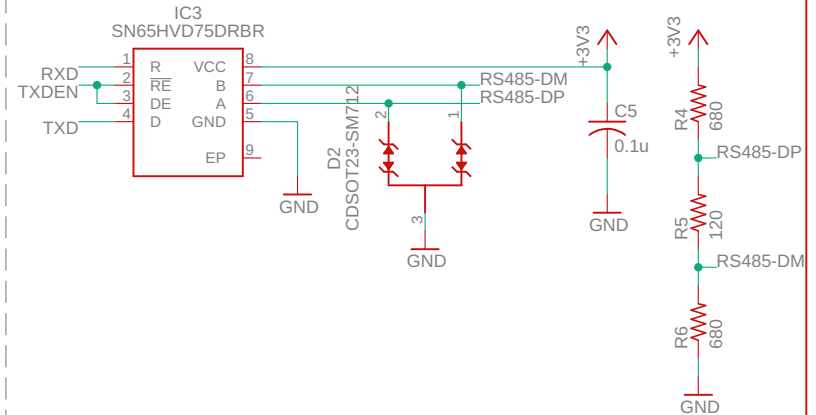 IC3
SN65HVD75DRBR
1
R
VCC
8
RXD
2
RE
B
7
RS485-DM
TXDEN
3
DE
A
6
RS485-DP
TXD
4
D
GND
5
EP
9
GND
D2
CDSOT23-SM712
2
1
3
GND
+3V3
C5
0.1u
GND
+3V3
R4
680
RS485-DP
R5
120
RS485-DM
R6
680
GND